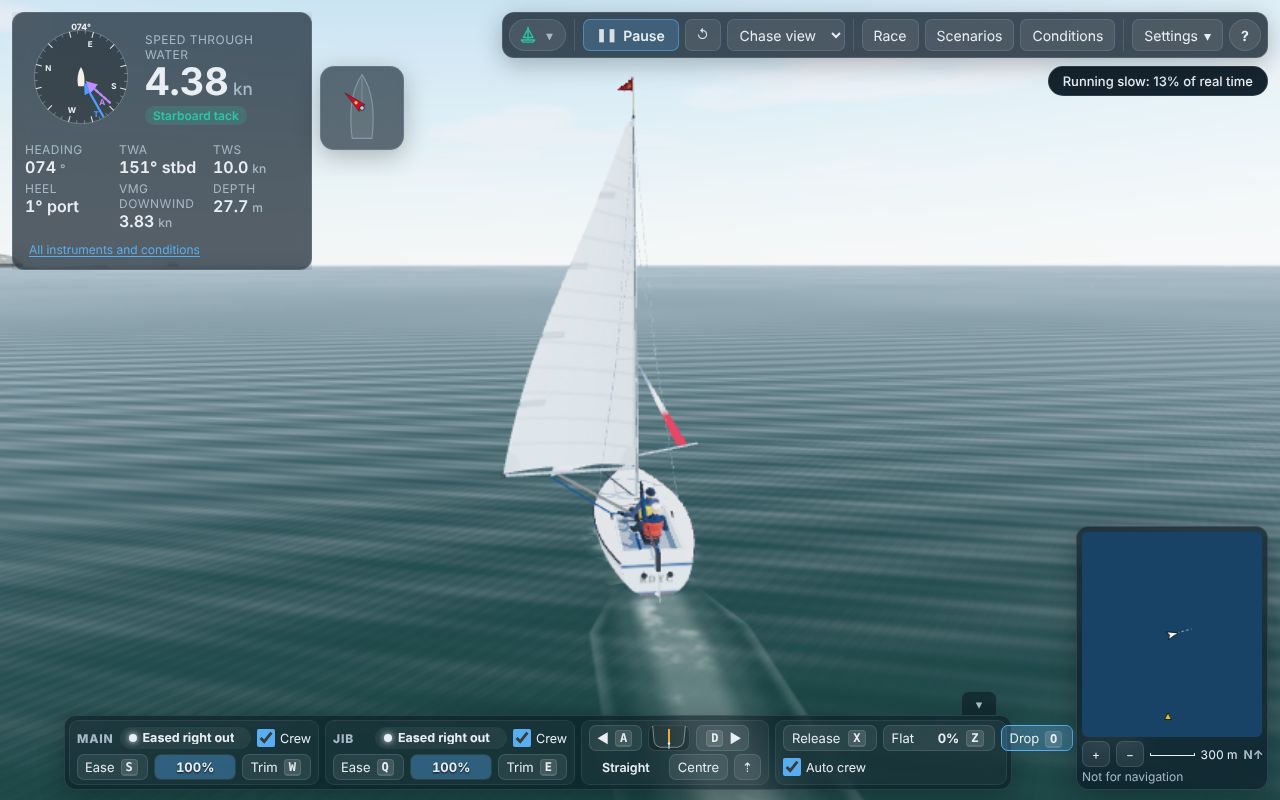 074°
E
N
S
W
A
T
SPEED THROUGH
WATER
4.38 kn
Starboard tack
HEADING
074 °
TWA
151° stbd
TWS
10.0 kn
HEEL
1° port
VMG
DOWNWIND
3.83 kn
DEPTH
27.7 m
All instruments and conditions
▼
Pause
Chase view
Race
Scenarios
Conditions
Settings ▾
?
Running slow: 13% of real time
▼
MAIN
Eased right out
Crew
Ease S
100%
Trim W
JIB
Eased right out
Crew
Ease Q
100%
Trim E
◀ A
D ▶
Straight
Centre
↑
Release X
Flat 0% Z
Drop O
Auto crew
+
−
300 m N↑
Not for navigation